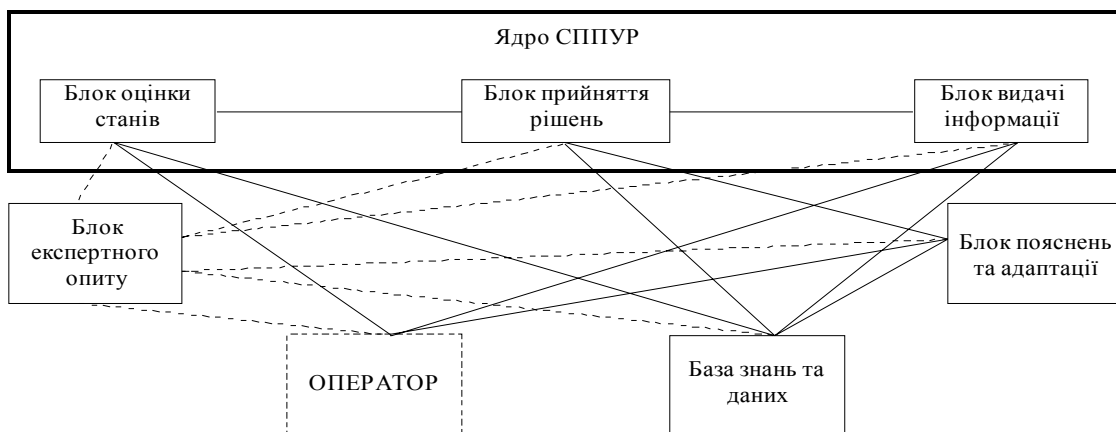 Ядро СППУР
Блок оцінки
станів
Блок прийняття
рішень
Блок видачі
інформації
Блок
експертного
опиту
Блок пояснень
та адаптації
ОПЕРАТОР
База знань та
даних